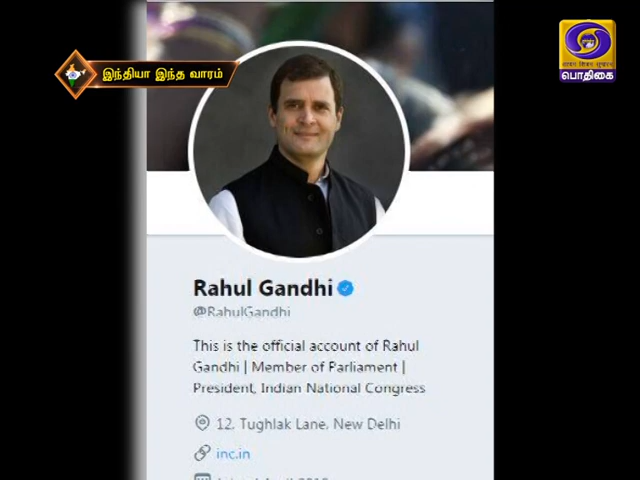 இந்தியா இந்த வாரம்
பொதிகை
Rahul Gandhi
@RahulGandhi
This is the official account of Rahul
Gandhi | Member of Parliament |
President, Indian National Congress
12, Tughlak Lane, New Delhi
inc.in